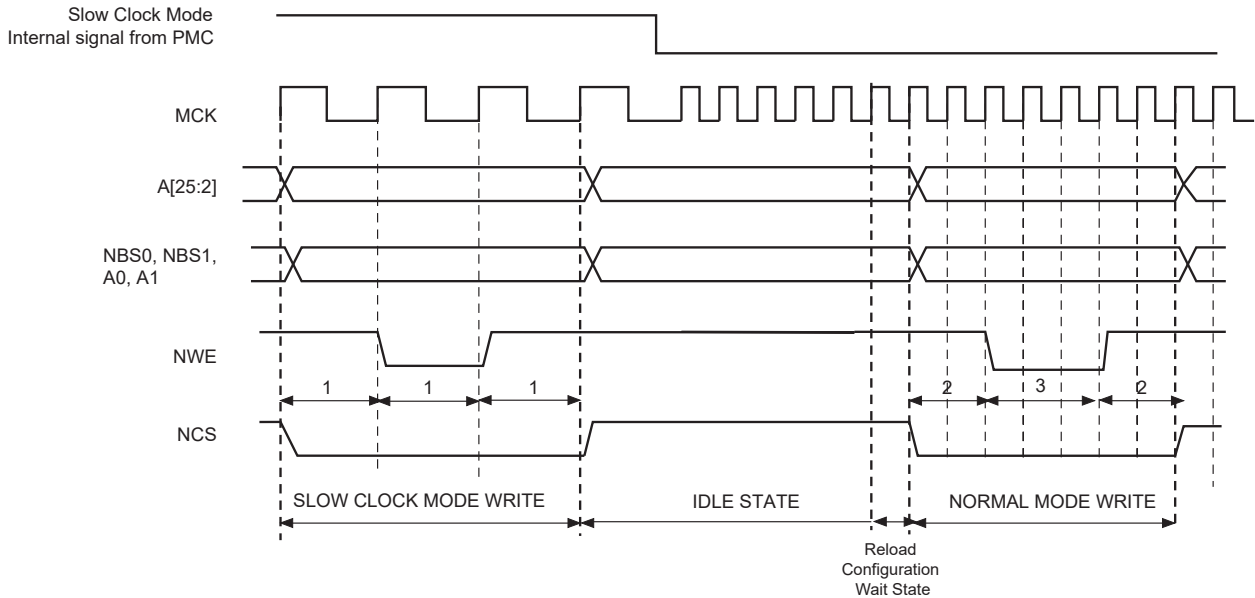 Slow Clock Mode
Internal signal from PMC
MCK
A[25:2]
NBS0, NBS1,
A0, A1
NWE
1 1 1 2 3 2
NCS
SLOW CLOCK MODE WRITE IDLE STATE NORMAL MODE WRITE
Reload
Configuration
Wait State